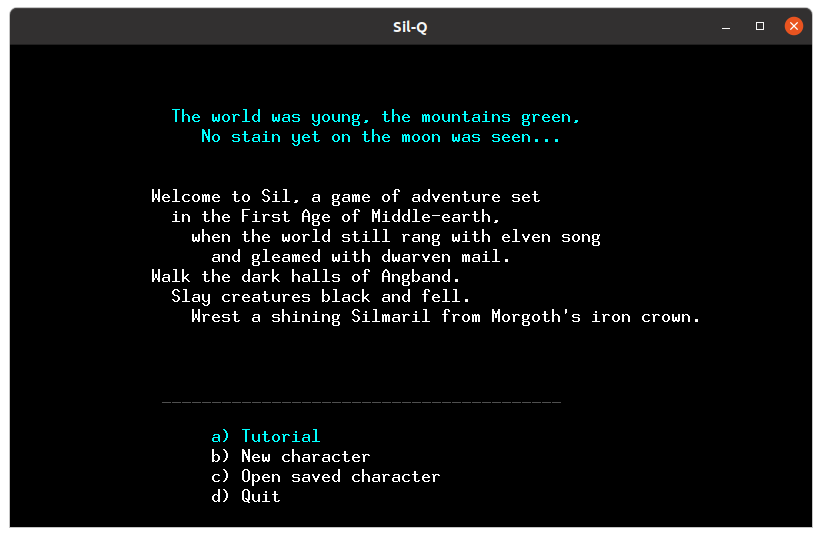 Sil-Q
The world was young, the mountains green,
No stain yet on the moon was seen...
Welcome to Sil, a game of adventure set
in the First Age of Middle-earth,
when the world still rang with elven song
and gleamed with dwarven mail.
Walk the dark halls of Angband.
Slay creatures black and fell.
Wrest a shining Silmaril from Morgoth's iron crown.
________________________________________
a) Tutorial
b) New character
c) Open saved character
d) Quit